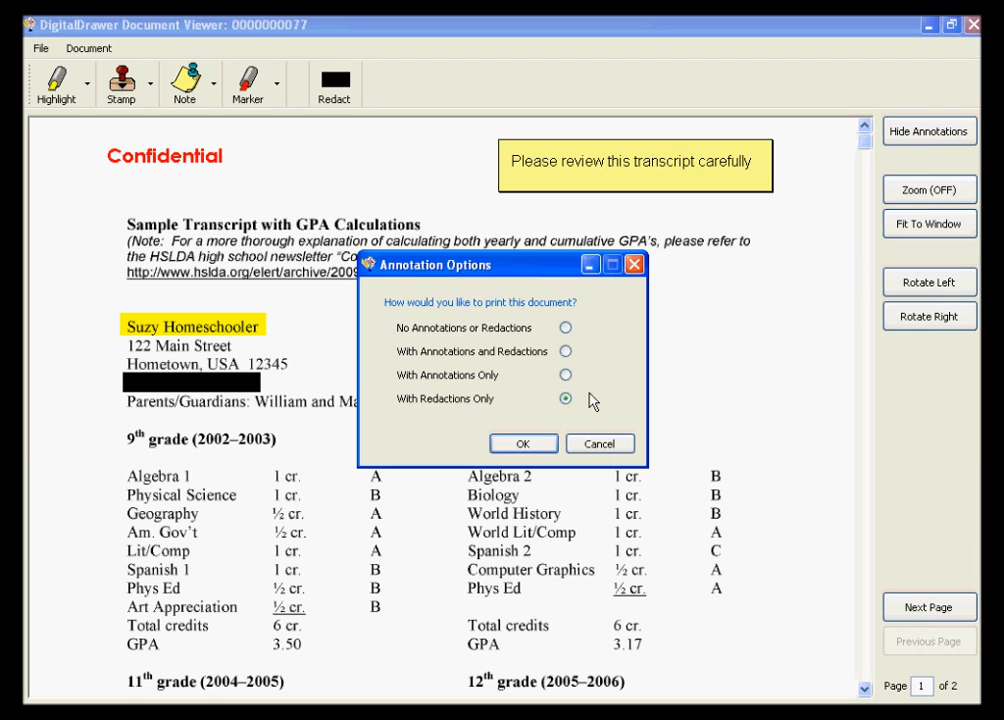 DigitalDrawer Document Viewer: 0000000077
File Document
Highlight Stamp Note Marker Redact
Hide Annotations
Zoom (OFF)
Fit To Window
Rotate Left
Rotate Right
Next Page
Previous Page
Page 1 of 2
Confidential
Please review this transcript carefully
Sample Transcript with GPA Calculations
(Note: For a more thorough explanation of calculating both yearly and cumulative GPA's, please refer to
the HSLDA high school newsletter
http://www.hslda.org/elert/archive/200
Suzy Homeschooler
122 Main Street
Hometown, USA 12345
Parents/Guardians: William and
Annotation Options
How would you like to print this document?
No Annotations or Redactions
With Annotations and Redactions
With Annotations Only
With Redactions Only
OK Cancel
9th grade (2002–2003)
Algebra 1 1 cr. A Algebra 2 1 cr. B
Physical Science 1 cr. B Biology 1 cr. B
Geography ½ cr. A World History 1 cr. B
Am. Gov't ½ cr. A World Lit/Comp 1 cr. A
Lit/Comp 1 cr. A Spanish 2 1 cr. C
Spanish 1 1 cr. B Computer Graphics ½ cr. A
Phys Ed ½ cr. B Phys Ed ½ cr. A
Art Appreciation ½ cr. B
Total credits 6 cr. Total credits 6 cr.
GPA 3.50 GPA 3.17
11th grade (2004–2005) 12th grade (2005–2006)